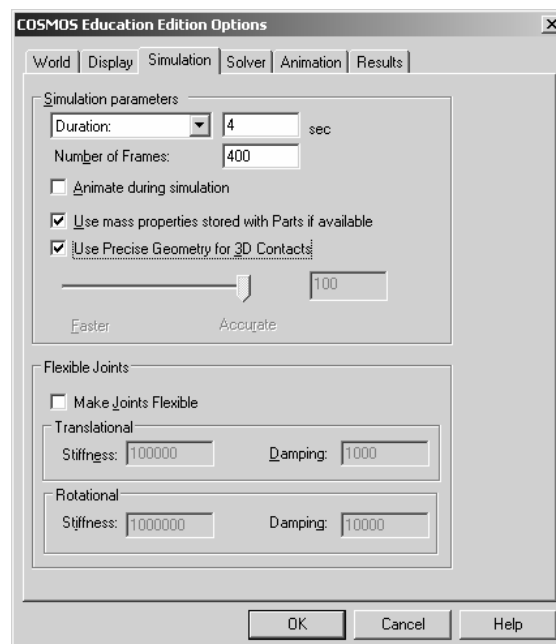 COSMOS Education Edition Options
World Display Simulation Solver Animation Results
Simulation parameters
Duration: 4 sec
Number of Frames: 400
Animate during simulation
Use mass properties stored with Parts if available
Use Precise Geometry for 3D Contacts
100
Faster Accurate
Flexible Joints
Make Joints Flexible
Translational
Stiffness: 100000 Damping: 1000
Rotational
Stiffness: 1000000 Damping: 10000
OK Cancel Help